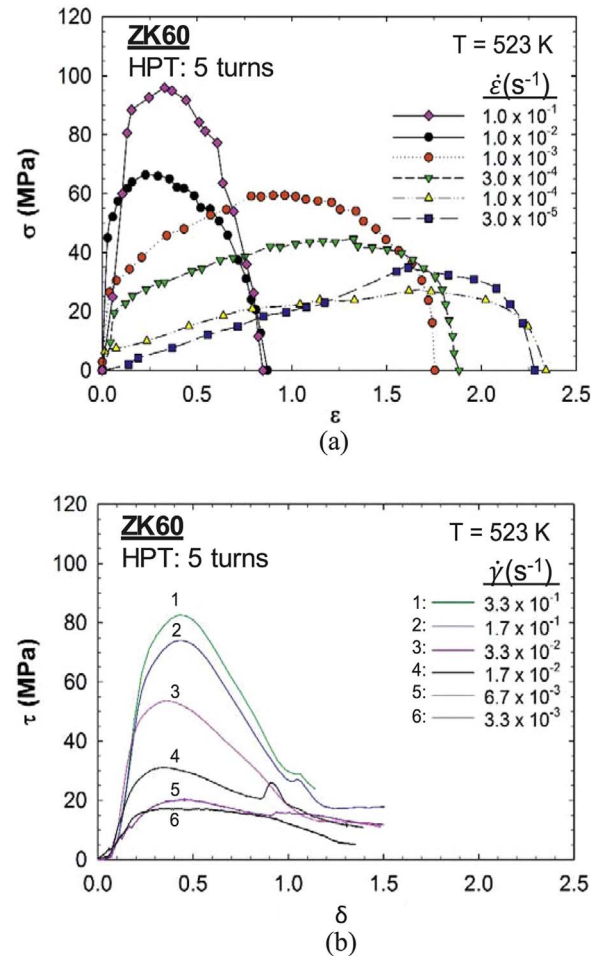 120
100
80
60
40
20
0
σ (MPa)
ZK60
HPT: 5 turns
T = 523 K
ε̇(s⁻¹)
1.0 x 10⁻¹
1.0 x 10⁻²
1.0 x 10⁻³
3.0 x 10⁻⁴
1.0 x 10⁻⁴
3.0 x 10⁻⁵
0.0 0.5 1.0 1.5 2.0 2.5
ε
(a)
120
100
80
60
40
20
0
τ (MPa)
ZK60
HPT: 5 turns
T = 523 K
γ̇(s⁻¹)
1: 3.3 x 10⁻¹
2: 1.7 x 10⁻¹
3: 3.3 x 10⁻²
4: 1.7 x 10⁻²
5: 6.7 x 10⁻³
6: 3.3 x 10⁻³
1
2
3
4
5
6
0.0 0.5 1.0 1.5 2.0 2.5
δ
(b)